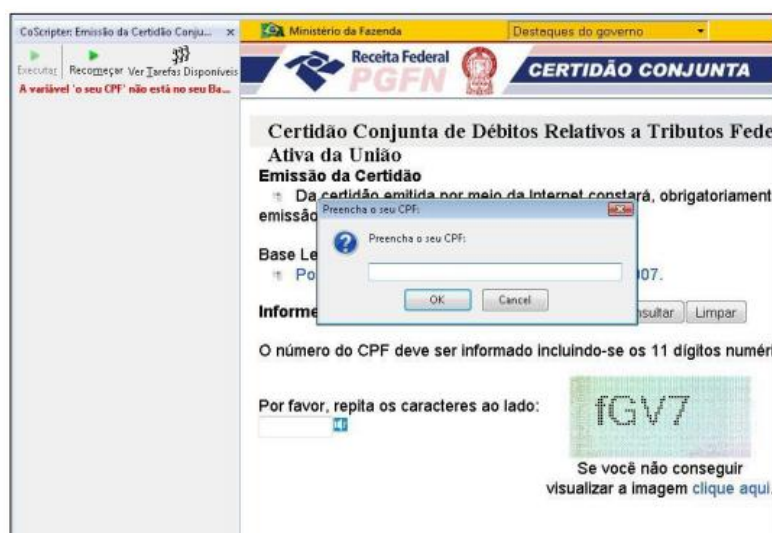 CoScripter: Emissão da Certidão Conju... x
Executar Recomeçar Ver Tarefas Disponíveis
A variável 'o seu CPF' não está no seu Ba...
Ministério da Fazenda
Destaques do governo
Receita Federal
PGFN
CERTIDÃO CONJUNTA
Certidão Conjunta de Débitos Relativos a Tributos Fede
Ativa da União
Emissão da Certidão
Da certidão emitida por meio da Internet constará, obrigatoriament
emissão
Preencha o seu CPF:
Preencha o seu CPF:
Base Le
Po
007.
OK
Cancel
Informe
nsultar
Limpar
O número do CPF deve ser informado incluindo-se os 11 dígitos numéri
Por favor, repita os caracteres ao lado:
fGV7
Se você não conseguir
visualizar a imagem clique aqui.